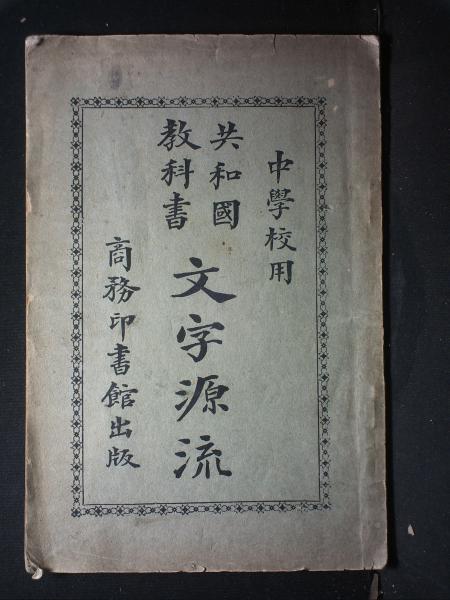 中學校用
共和國
教科書
文字源流
商務印書館出版